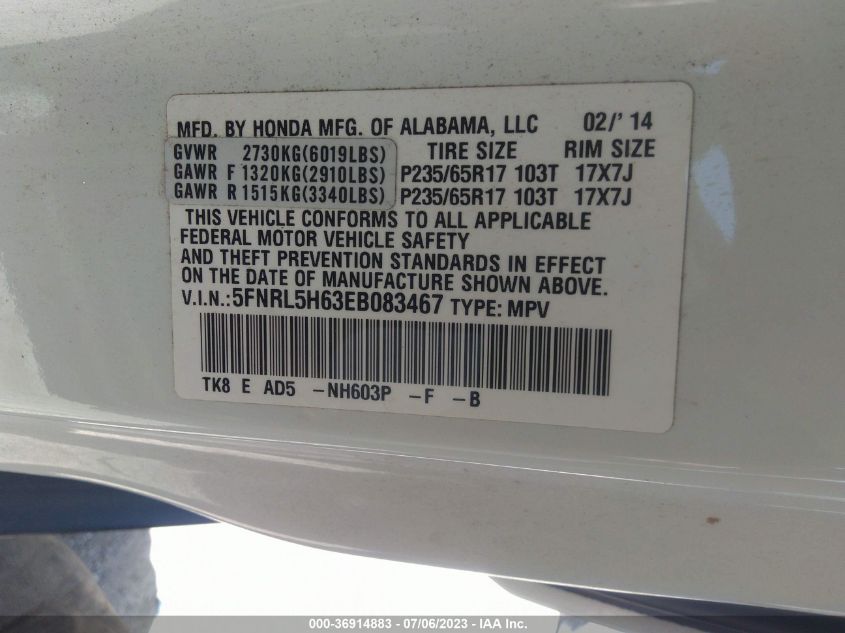 MFD. BY HONDA MFG. OF ALABAMA, LLC 02/' 14
GVWR 2730KG(6019LBS) TIRE SIZE RIM SIZE
GAWR F 1320KG(2910LBS) P235/65R17 103T 17X7J
GAWR R 1515KG(3340LBS) P235/65R17 103T 17X7J
THIS VEHICLE CONFORMS TO ALL APPLICABLE
FEDERAL MOTOR VEHICLE SAFETY
AND THEFT PREVENTION STANDARDS IN EFFECT
ON THE DATE OF MANUFACTURE SHOWN ABOVE.
V.I.N.:5FNRL5H63EB083467 TYPE: MPV
TK8 E AD5 -NH603P -F -B
000-36914883 - 07/06/2023 - IAA Inc.